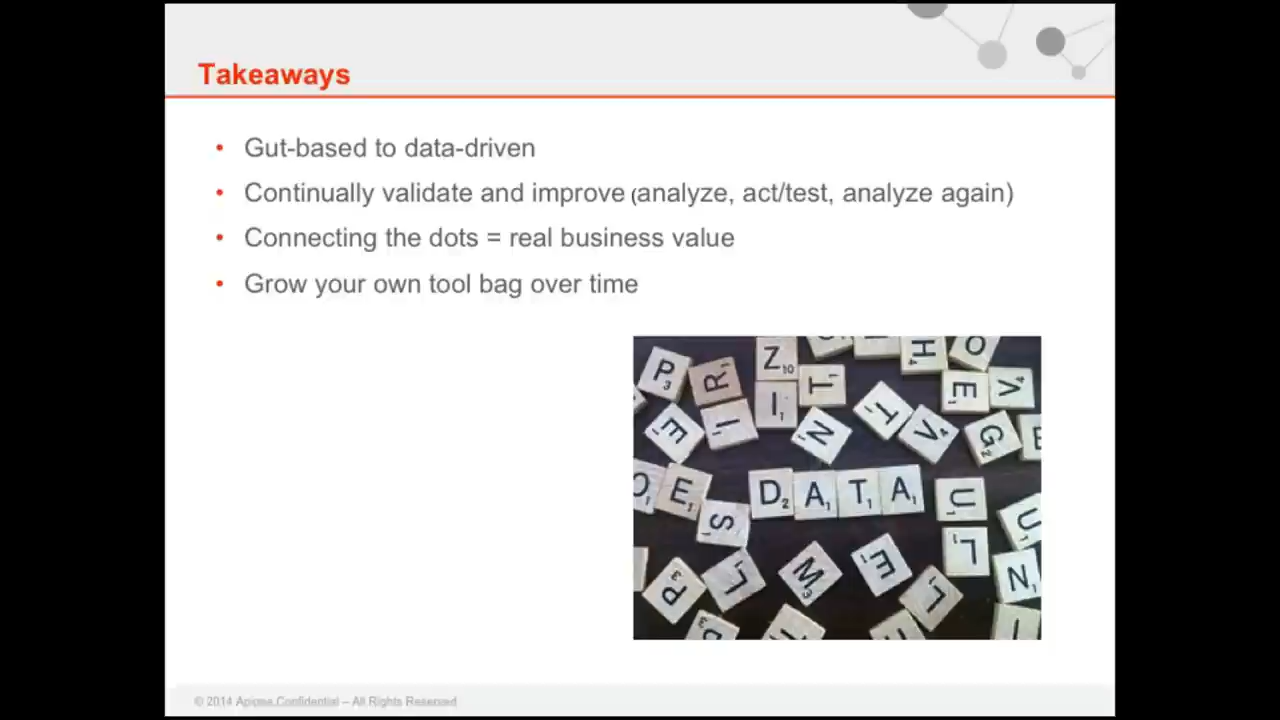 Takeaways
• Gut-based to data-driven
• Continually validate and improve (analyze, act/test, analyze again)
• Connecting the dots = real business value
• Grow your own tool bag over time
DATA
© 2014 Apigee Confidential – All Rights Reserved